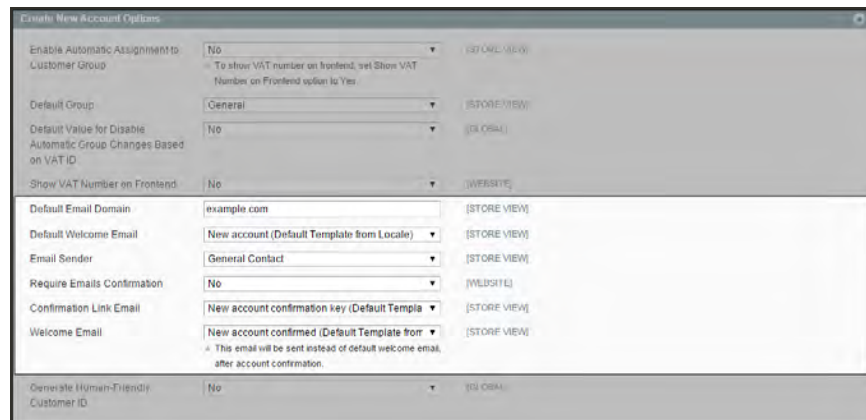 Create New Account Options
Enable Automatic Assignment to
Customer Group
No
[STORE VIEW]
To show VAT number on frontend, set Show VAT
Number on Frontend option to Yes.
Default Group
General
[STORE VIEW]
Default Value for Disable
Automatic Group Changes Based
on VAT ID
No
[GLOBAL]
Show VAT Number on Frontend
No
[WEBSITE]
Default Email Domain
example.com
[STORE VIEW]
Default Welcome Email
New account (Default Template from Locale)
[STORE VIEW]
Email Sender
General Contact
[STORE VIEW]
Require Emails Confirmation
No
[WEBSITE]
Confirmation Link Email
New account confirmation key (Default Templa
[STORE VIEW]
Welcome Email
New account confirmed (Default Template from
[STORE VIEW]
This email will be sent instead of default welcome email,
after account confirmation.
Generate Human-Friendly
Customer ID
No
[GLOBAL]